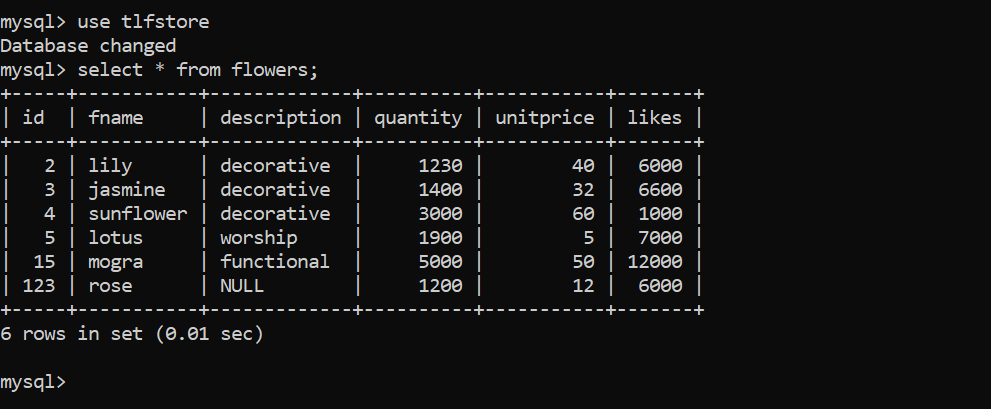 mysql> use tlfstore
Database changed
mysql> select * from flowers;
+-----+-----------+-------------+----------+-----------+-------+
| id  | fname     | description | quantity | unitprice | likes |
+-----+-----------+-------------+----------+-----------+-------+
|   2 | lily      | decorative  |     1230 |        40 |  6000 |
|   3 | jasmine   | decorative  |     1400 |        32 |  6600 |
|   4 | sunflower | decorative  |     3000 |        60 |  1000 |
|   5 | lotus     | worship     |     1900 |         5 |  7000 |
|  15 | mogra     | functional  |     5000 |        50 | 12000 |
| 123 | rose      | NULL        |     1200 |        12 |  6000 |
+-----+-----------+-------------+----------+-----------+-------+
6 rows in set (0.01 sec)
mysql>